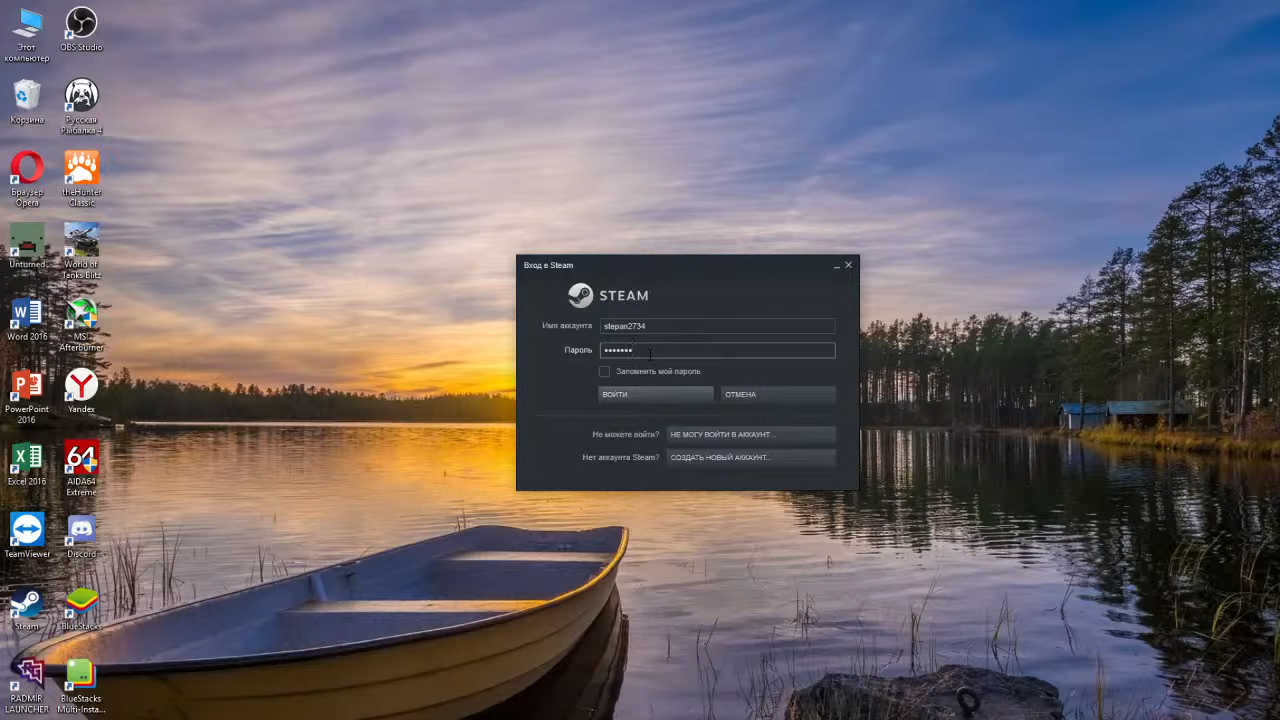 Этот
компьютер
OBS Studio
Корзина
Русская
Рыбалка 4
Браузер
Opera
theHunter
Classic
Unturned
World of
Tanks Blitz
Word 2016
MSI
Afterburner
PowerPoint
2016
Yandex
Excel 2016
64
AIDA64
Extreme
TeamViewer
Discord
Steam
BlueStacks
RADMIR
LAUNCHER
BlueStacks
Multi-Insta...
Вход в Steam
STEAM
Имя аккаунта
stepan2734
Пароль
•••••••
Запомнить мой пароль
ВОЙТИ
ОТМЕНА
Не можете войти?
НЕ МОГУ ВОЙТИ В АККАУНТ...
Нет аккаунта Steam?
СОЗДАТЬ НОВЫЙ АККАУНТ...